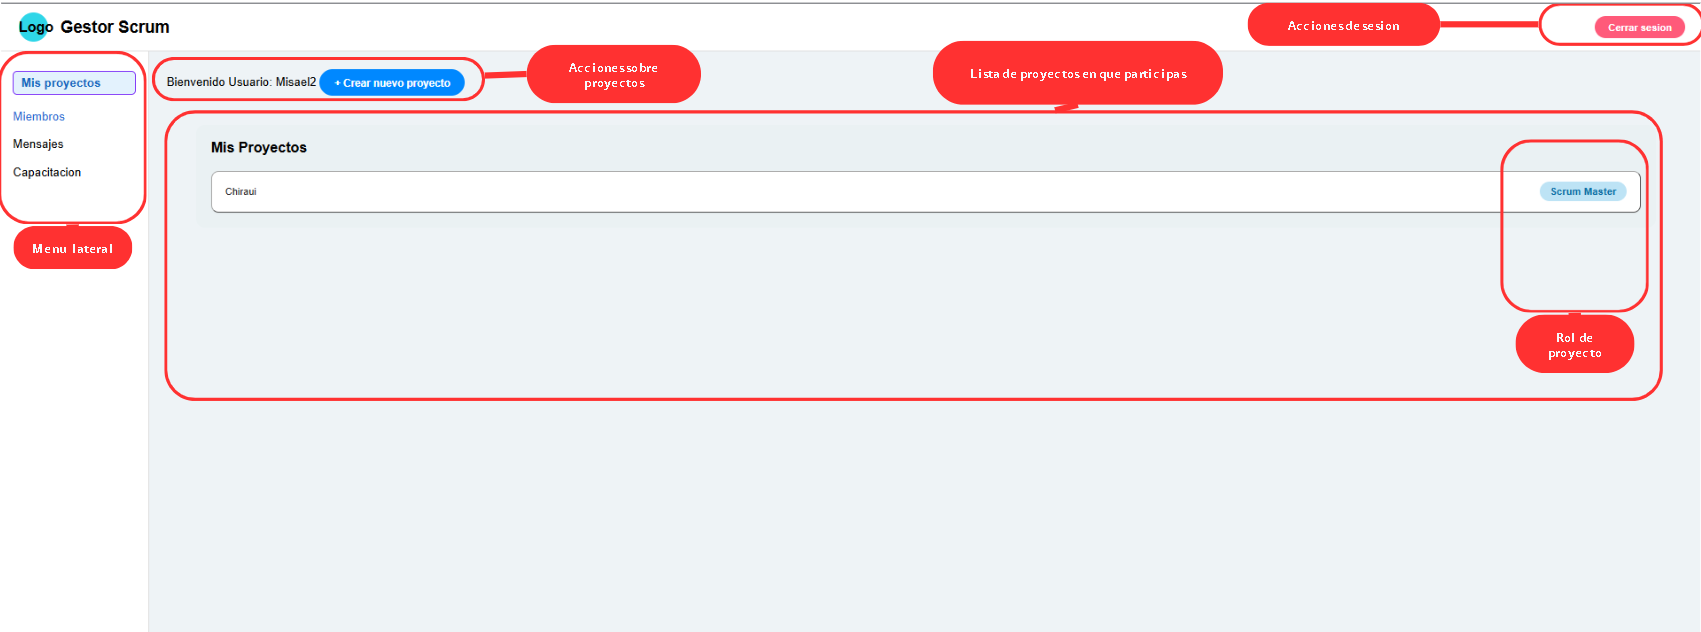 Logo Gestor Scrum
Acciones de sesion
Cerrar sesion
Mis proyectos
Miembros
Mensajes
Capacitacion
Menu lateral
Bienvenido Usuario: Misael2
+ Crear nuevo proyecto
Acciones sobre
proyectos
Lista de proyectos en que participas
Mis Proyectos
Chiraui
Scrum Master
Rol de
proyecto